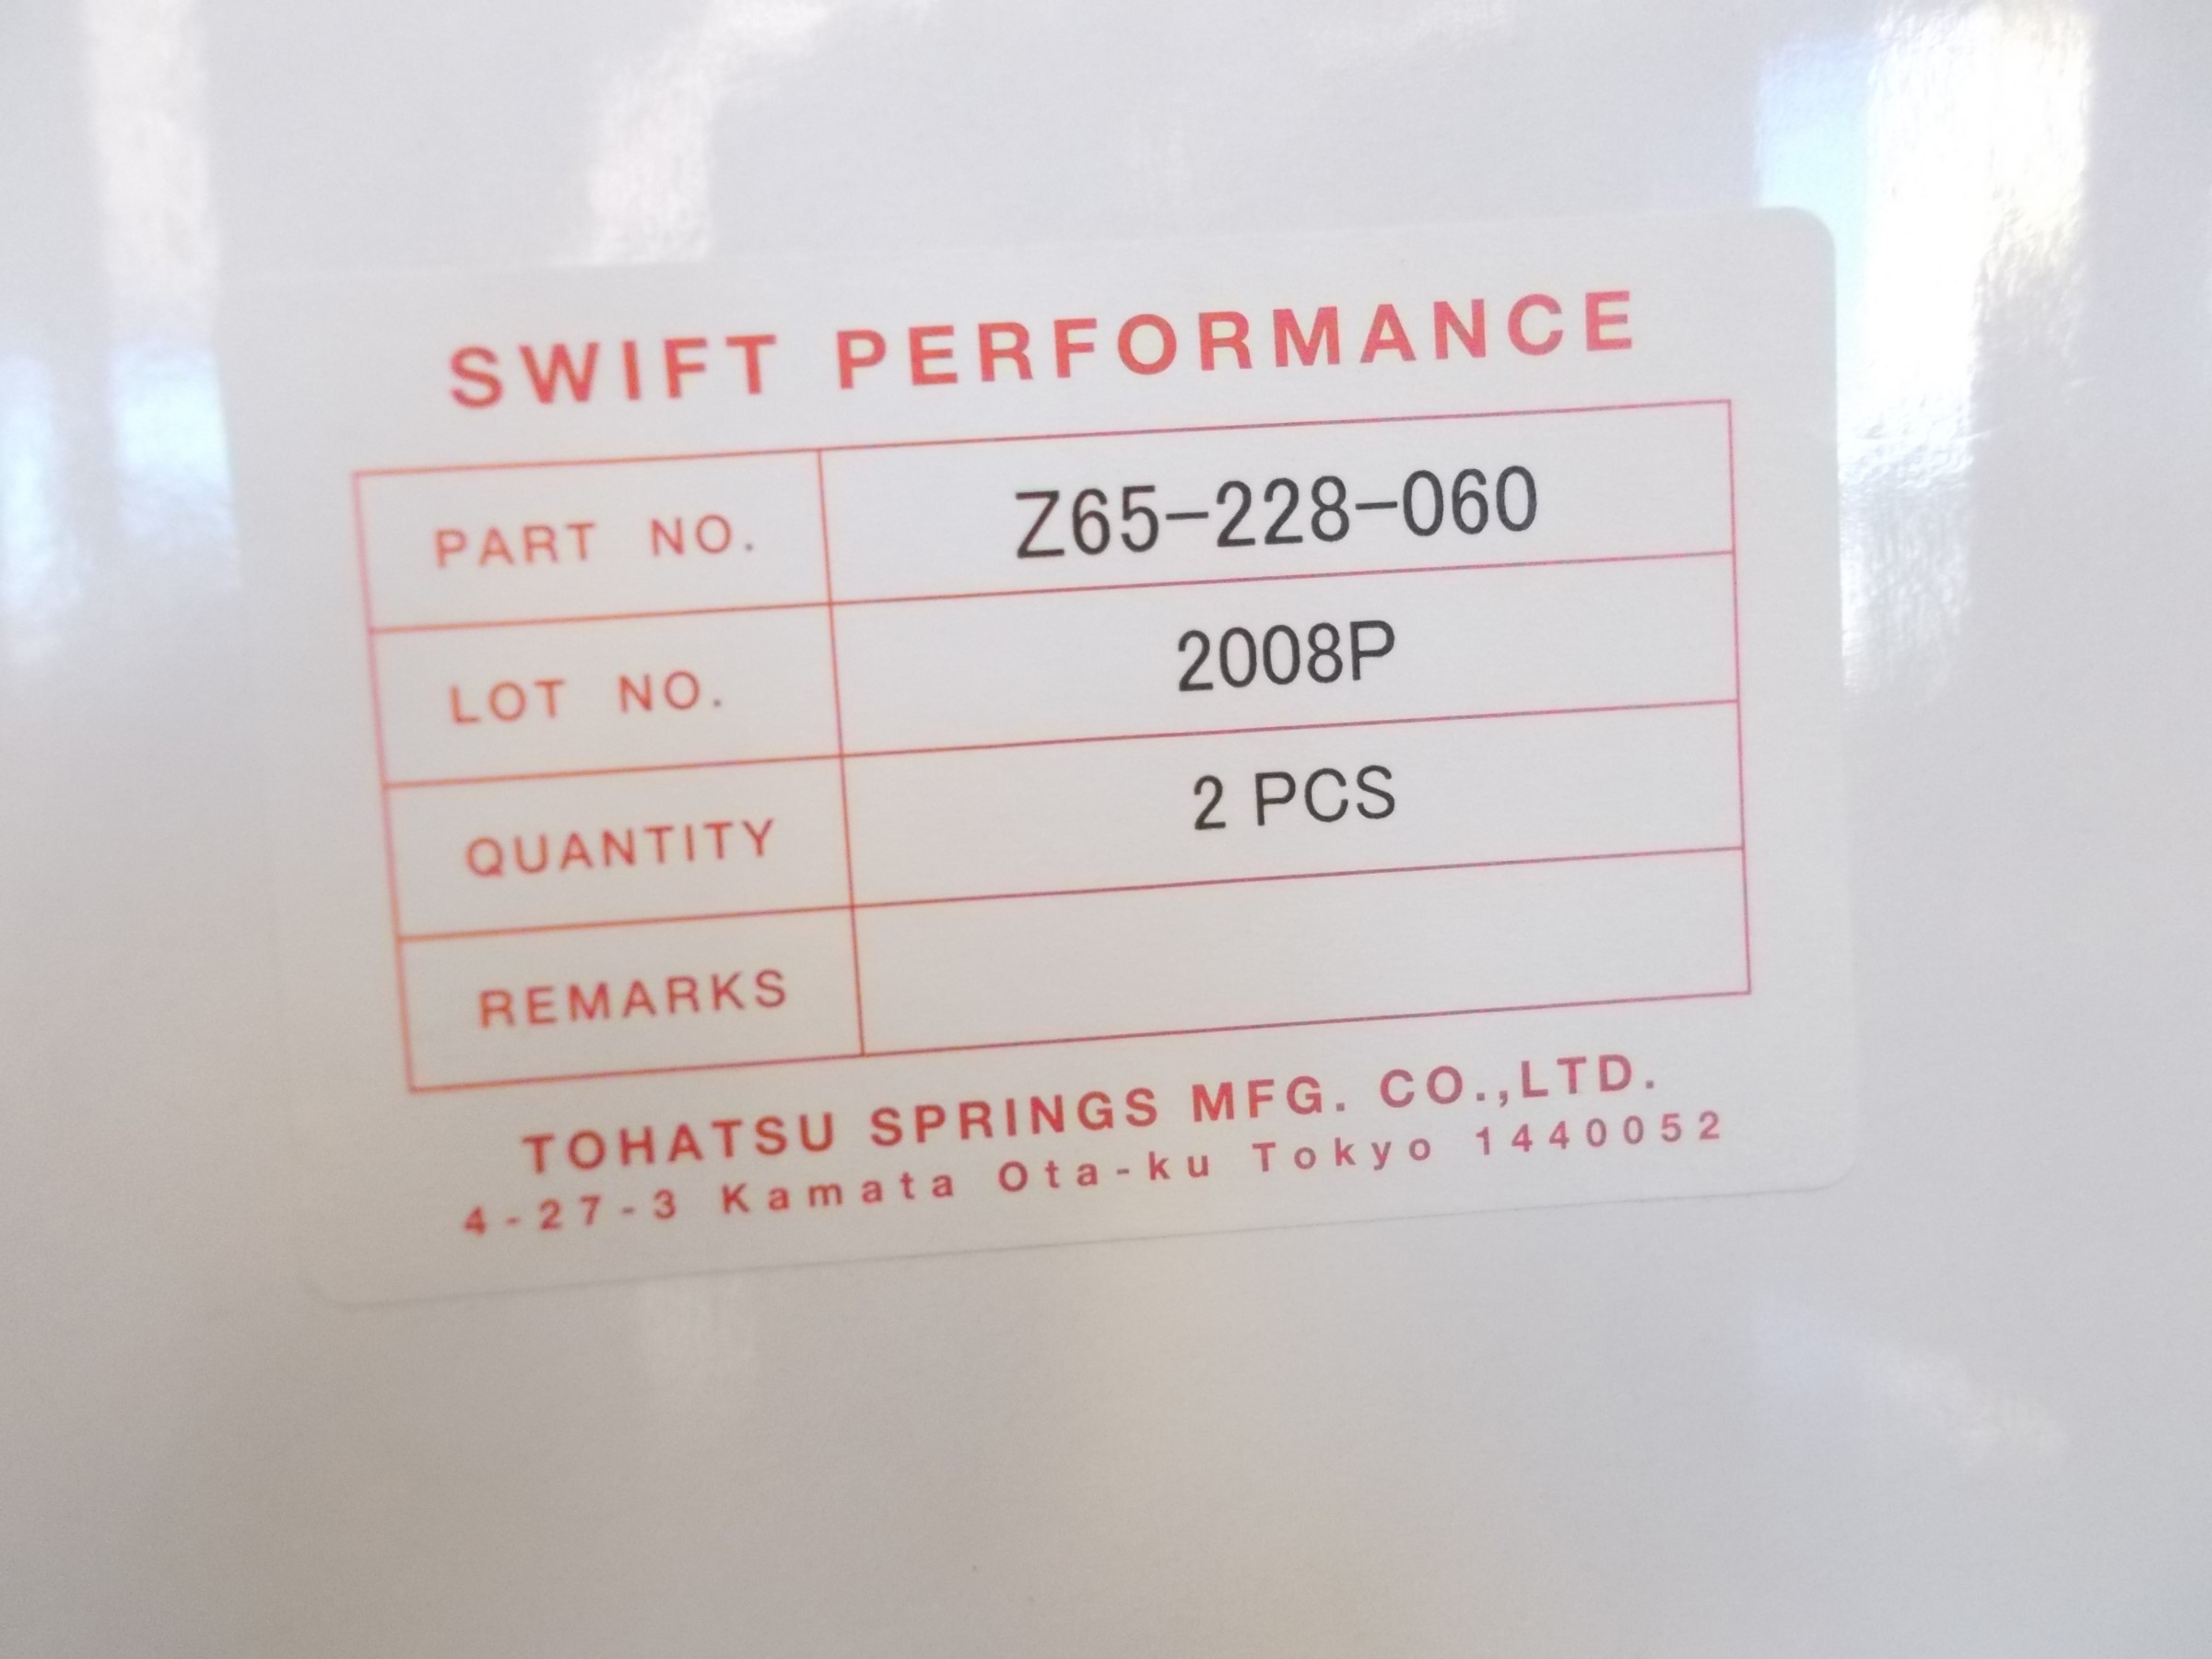 SWIFT PERFORMANCE
PART NO. Z65-228-060
LOT NO. 2008P
QUANTITY 2 PCS
REMARKS
TOHATSU SPRINGS MFG. CO.,LTD.
4-27-3 Kamata Ota-ku Tokyo 1440052